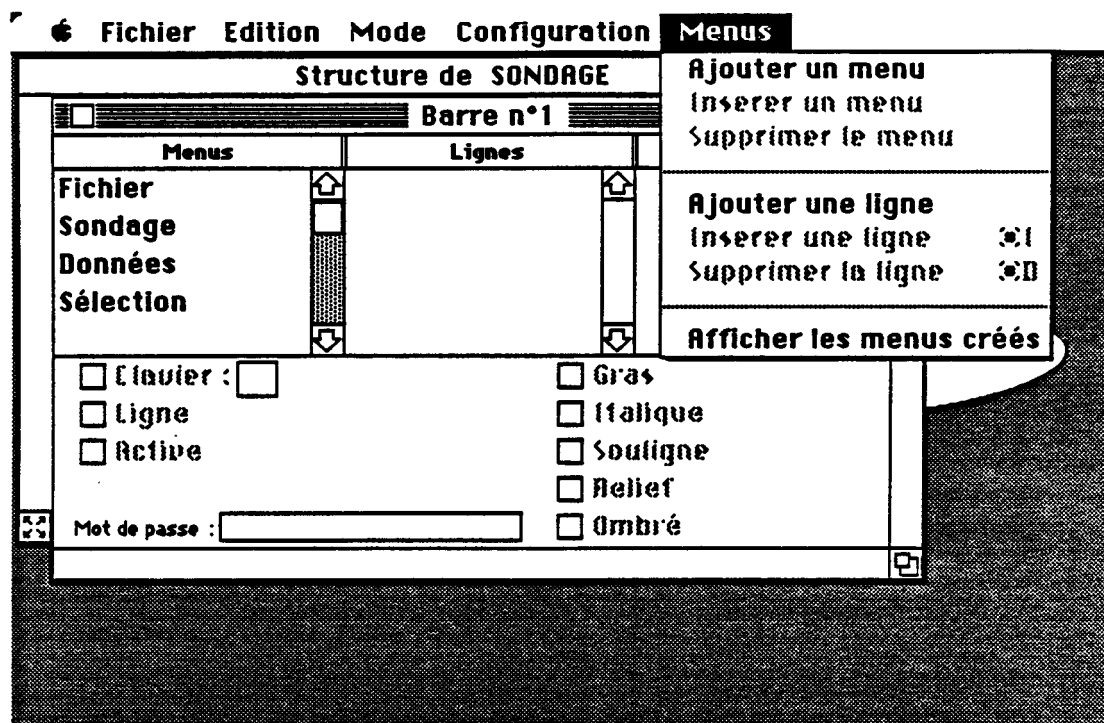 Fichier Edition Mode Configuration Menus
Structure de SONDAGE
Barre n°1
Menus Lignes
Fichier
Sondage
Données
Sélection
Ajouter un menu
Inserer un menu
Supprimer le menu
Ajouter une ligne
Inserer une ligne ⌘I
Supprimer la ligne ⌘D
Afficher les menus créés
Clavier :
Ligne
Active
Mot de passe :
Gras
Italique
Souligne
Relief
Ombré